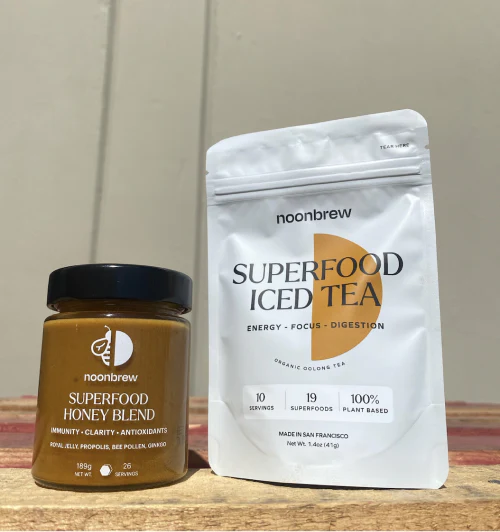 noonbrew
SUPERFOOD
HONEY BLEND
IMMUNITY • CLARITY • ANTIOXIDANTS
ROYAL JELLY, PROPOLIS, BEE POLLEN, GINKGO
189g
NET WT.
26
SERVINGS
TEAR HERE
noonbrew
SUPERFOOD
ICED TEA
ENERGY - FOCUS - DIGESTION
ORGANIC OOLONG TEA
10
SERVINGS
19
SUPERFOODS
100%
PLANT BASED
MADE IN SAN FRANCISCO
Net Wt. 1.4oz (41g)